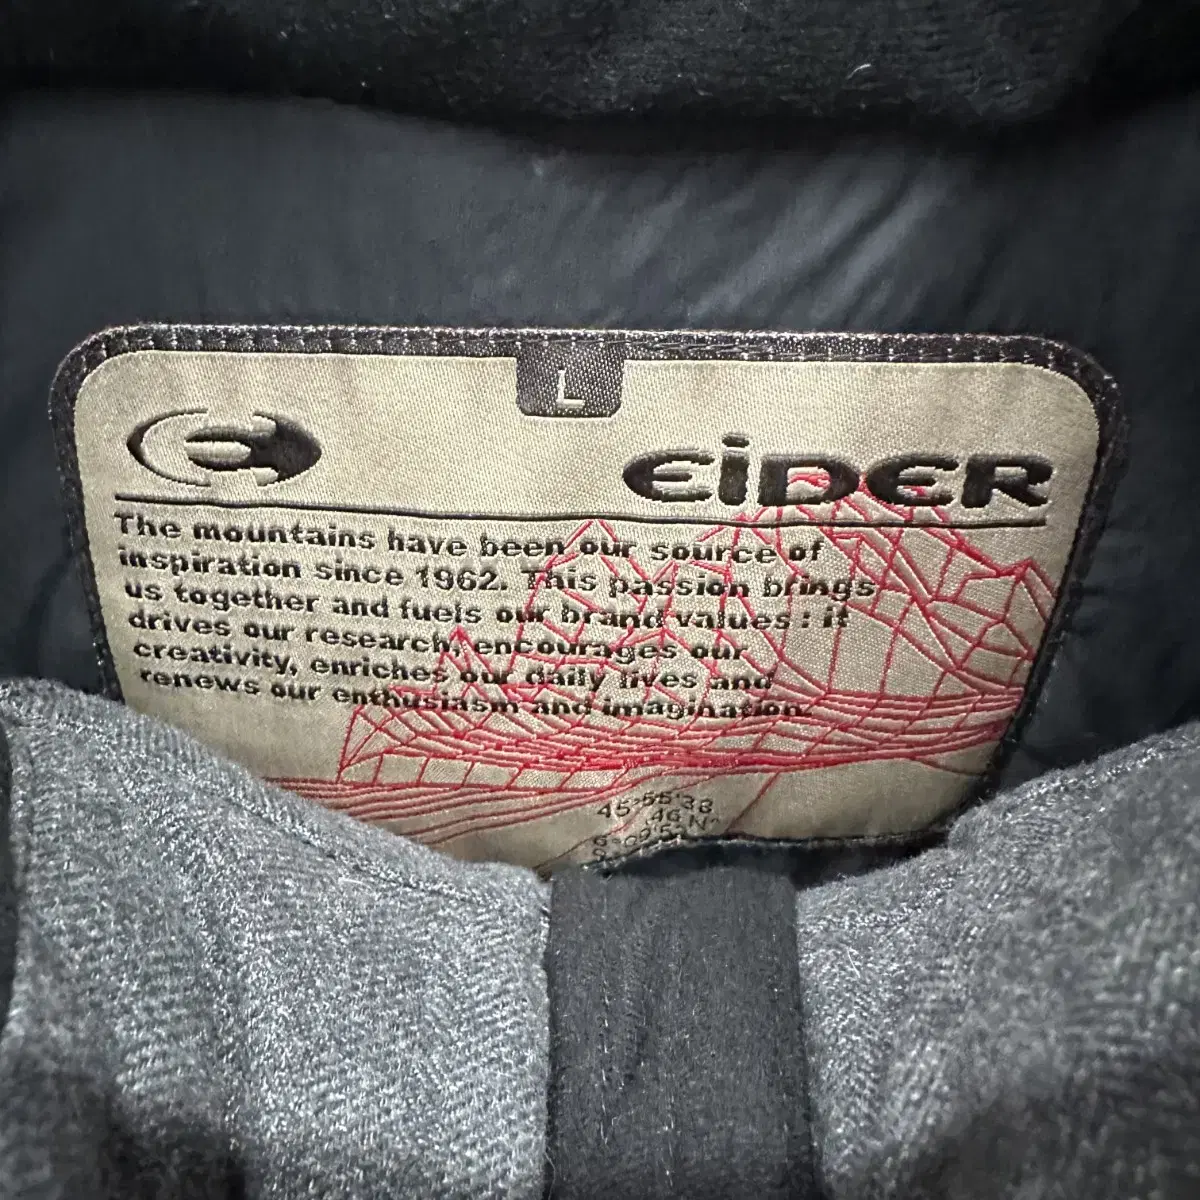 L
EiDER
The mountains have been our source of
inspiration since 1962. This passion brings
us together and fuels our brand values : it
drives our research, encourages our
creativity, enriches our daily lives and
renews our enthusiasm and imagination.
45°55'38